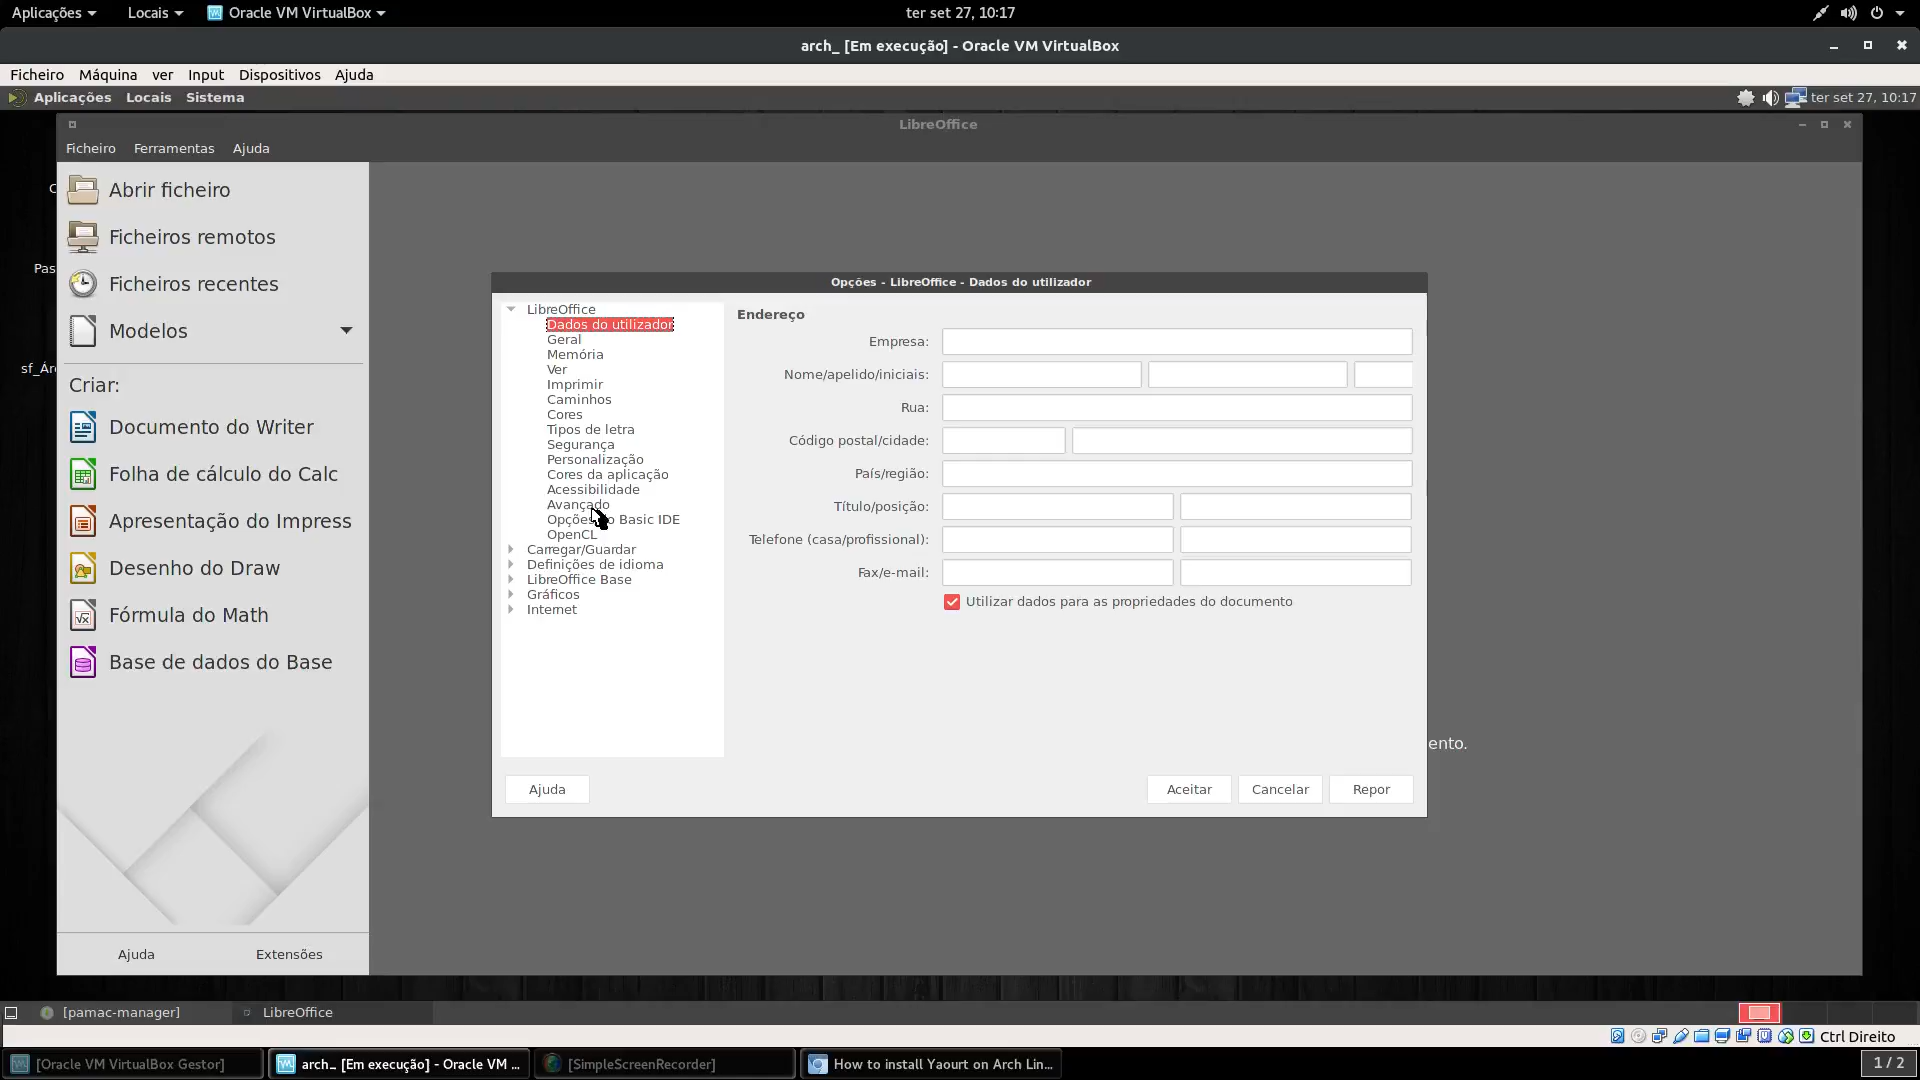 Aplicações Locais Oracle VM VirtualBox ter set 27, 10:17
arch_ [Em execução] - Oracle VM VirtualBox
Ficheiro Máquina ver Input Dispositivos Ajuda
Aplicações Locais Sistema ter set 27, 10:17
LibreOffice
Ficheiro Ferramentas Ajuda
Abrir ficheiro
Ficheiros remotos
Ficheiros recentes
Modelos
Criar:
Documento do Writer
Folha de cálculo do Calc
Apresentação do Impress
Desenho do Draw
Fórmula do Math
Base de dados do Base
Ajuda Extensões
Pas
sf_Ár
Opções - LibreOffice - Dados do utilizador
LibreOffice
Dados do utilizador
Geral
Memória
Ver
Imprimir
Caminhos
Cores
Tipos de letra
Segurança
Personalização
Cores da aplicação
Acessibilidade
Avançado
Opções o Basic IDE
OpenCL
Carregar/Guardar
Definições de idioma
LibreOffice Base
Gráficos
Internet
Endereço
Empresa:
Nome/apelido/iniciais:
Rua:
Código postal/cidade:
País/região:
Título/posição:
Telefone (casa/profissional):
Fax/e-mail:
Utilizar dados para as propriedades do documento
ento.
Ajuda Aceitar Cancelar Repor
[pamac-manager] LibreOffice
Ctrl Direito
[Oracle VM VirtualBox Gestor] arch_ [Em execução] - Oracle VM ... [SimpleScreenRecorder] How to install Yaourt on Arch Lin... 1 / 2